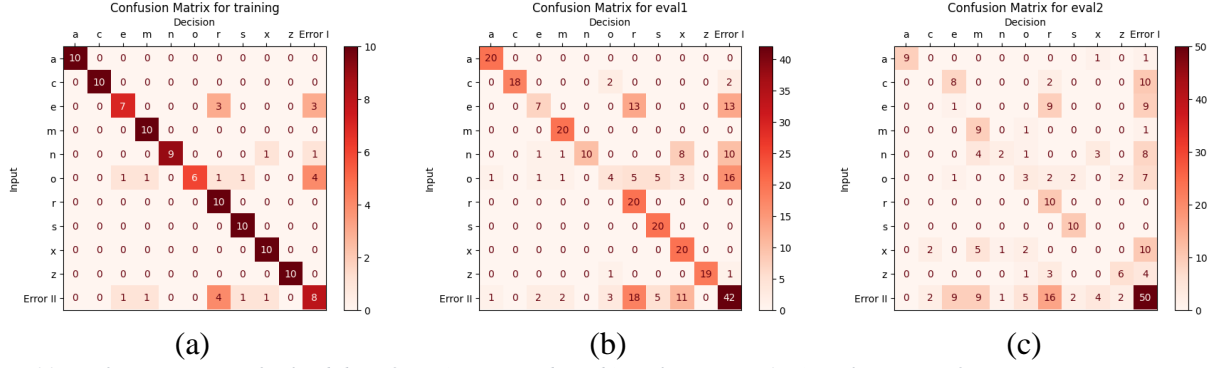 Confusion Matrix for training
Decision
a c e m n o r s x z Error I
a 10 0 0 0 0 0 0 0 0 0 0
c 0 10 0 0 0 0 0 0 0 0 0
e 0 0 7 0 0 0 3 0 0 0 3
m 0 0 0 10 0 0 0 0 0 0 0
n 0 0 0 0 9 0 0 0 1 0 1
o 0 0 1 1 0 6 1 1 0 0 4
r 0 0 0 0 0 0 10 0 0 0 0
s 0 0 0 0 0 0 0 10 0 0 0
x 0 0 0 0 0 0 0 0 10 0 0
z 0 0 0 0 0 0 0 0 0 10 0
Error II 0 0 1 1 0 0 4 1 1 0 8
Input
10
8
6
4
2
0
(a)
Confusion Matrix for eval1
Decision
a c e m n o r s x z Error I
a 20 0 0 0 0 0 0 0 0 0 0
c 0 18 0 0 0 2 0 0 0 0 2
e 0 0 7 0 0 0 13 0 0 0 13
m 0 0 0 20 0 0 0 0 0 0 0
n 0 0 1 1 10 0 0 0 8 0 10
o 1 0 1 1 0 4 5 5 3 0 16
r 0 0 0 0 0 0 20 0 0 0 0
s 0 0 0 0 0 0 0 20 0 0 0
x 0 0 0 0 0 0 0 0 20 0 0
z 0 0 0 0 0 1 0 0 0 19 1
Error II 1 0 2 2 0 3 18 5 11 0 42
Input
40
35
30
25
20
15
10
5
0
(b)
Confusion Matrix for eval2
Decision
a c e m n o r s x z Error I
a 9 0 0 0 0 0 0 0 1 0 1
c 0 0 8 0 0 0 2 0 0 0 10
e 0 0 1 0 0 0 9 0 0 0 9
m 0 0 0 9 0 1 0 0 0 0 1
n 0 0 0 4 2 1 0 0 3 0 8
o 0 0 1 0 0 3 2 2 0 2 7
r 0 0 0 0 0 0 10 0 0 0 0
s 0 0 0 0 0 0 0 10 0 0 0
x 0 2 0 5 1 2 0 0 0 0 10
z 0 0 0 0 0 1 3 0 0 6 4
Error II 0 2 9 9 1 5 16 2 4 2 50
Input
50
40
30
20
10
0
(c)